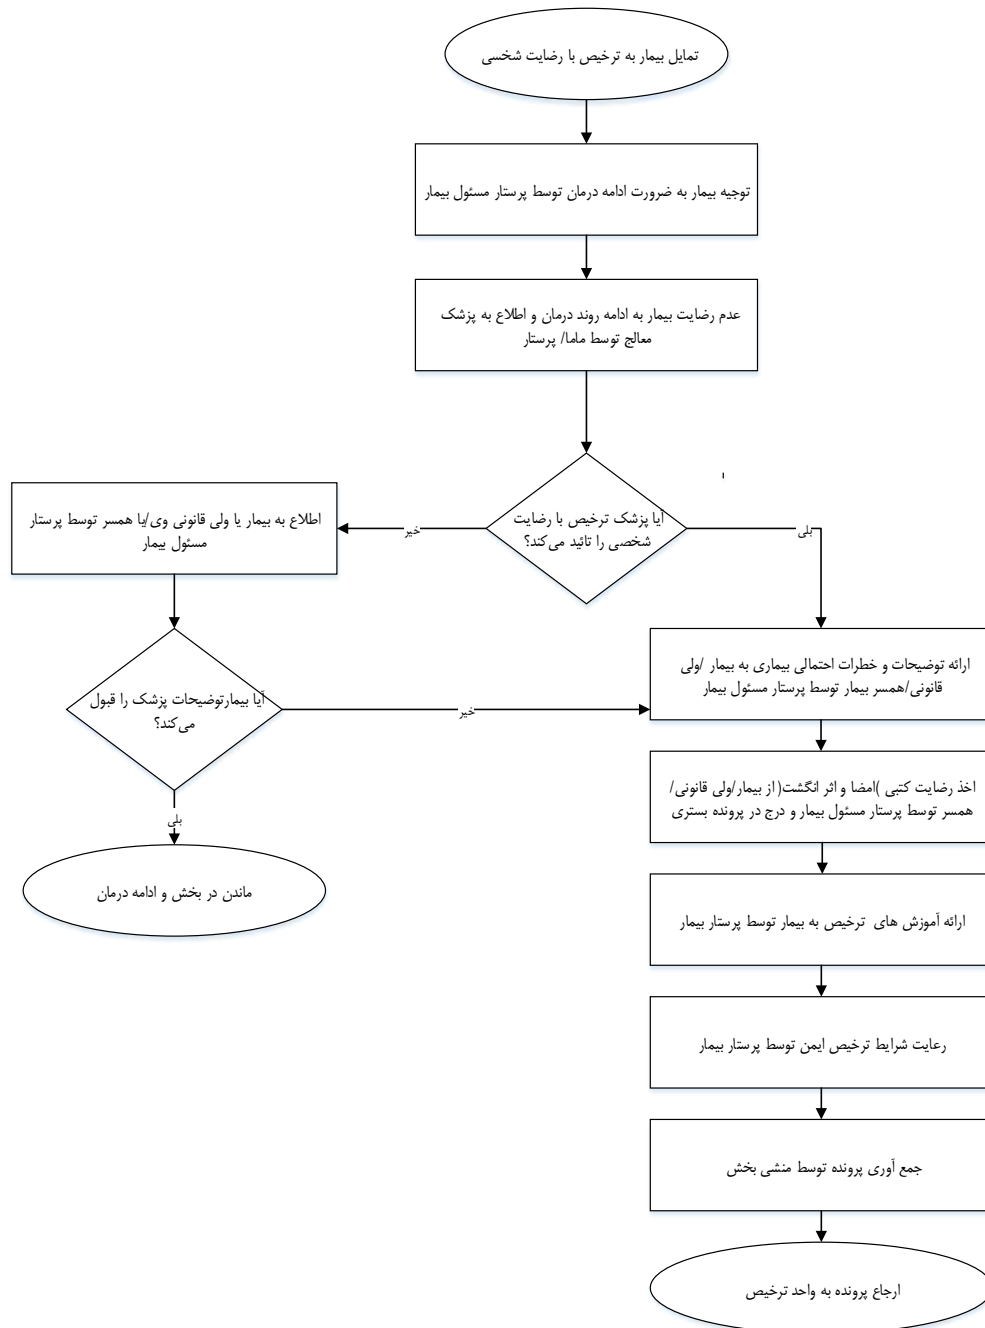 تمایل بیمار به ترخیص با رضایت شخسی
توجیه بیمار به ضرورت ادامه درمان توسط پرستار مسئول بیمار
عدم رضایت بیمار به ادامه روند درمان و اطلاع به پزشک
معالج توسط ماما/ پرستار
آیا پزشک ترخیص با رضایت
شخصی را تائید می‌کند؟
بلی
خیر
اطلاع به بیمار یا ولی قانونی وی/یا همسر توسط پرستار
مسئول بیمار
آیا بیمارتوضیحات پزشک را قبول
می‌کند؟
خیر
بلی
ماندن در بخش و ادامه درمان
ارائه توضیحات و خطرات احتمالی بیماری به بیمار /ولی
قانونی/همسر بیمار توسط پرستار مسئول بیمار
اخذ رضایت کتبی )امضا و اثر انگشت( از بیمار/ولی قانونی/
همسر توسط پرستار مسئول بیمار و درج در پرونده بستری
ارائه آموزش های ترخیص به بیمار توسط پرستار بیمار
رعایت شرایط ترخیص ایمن توسط پرستار بیمار
جمع آوری پرونده توسط منشی بخش
ارجاع پرونده به واحد ترخیص